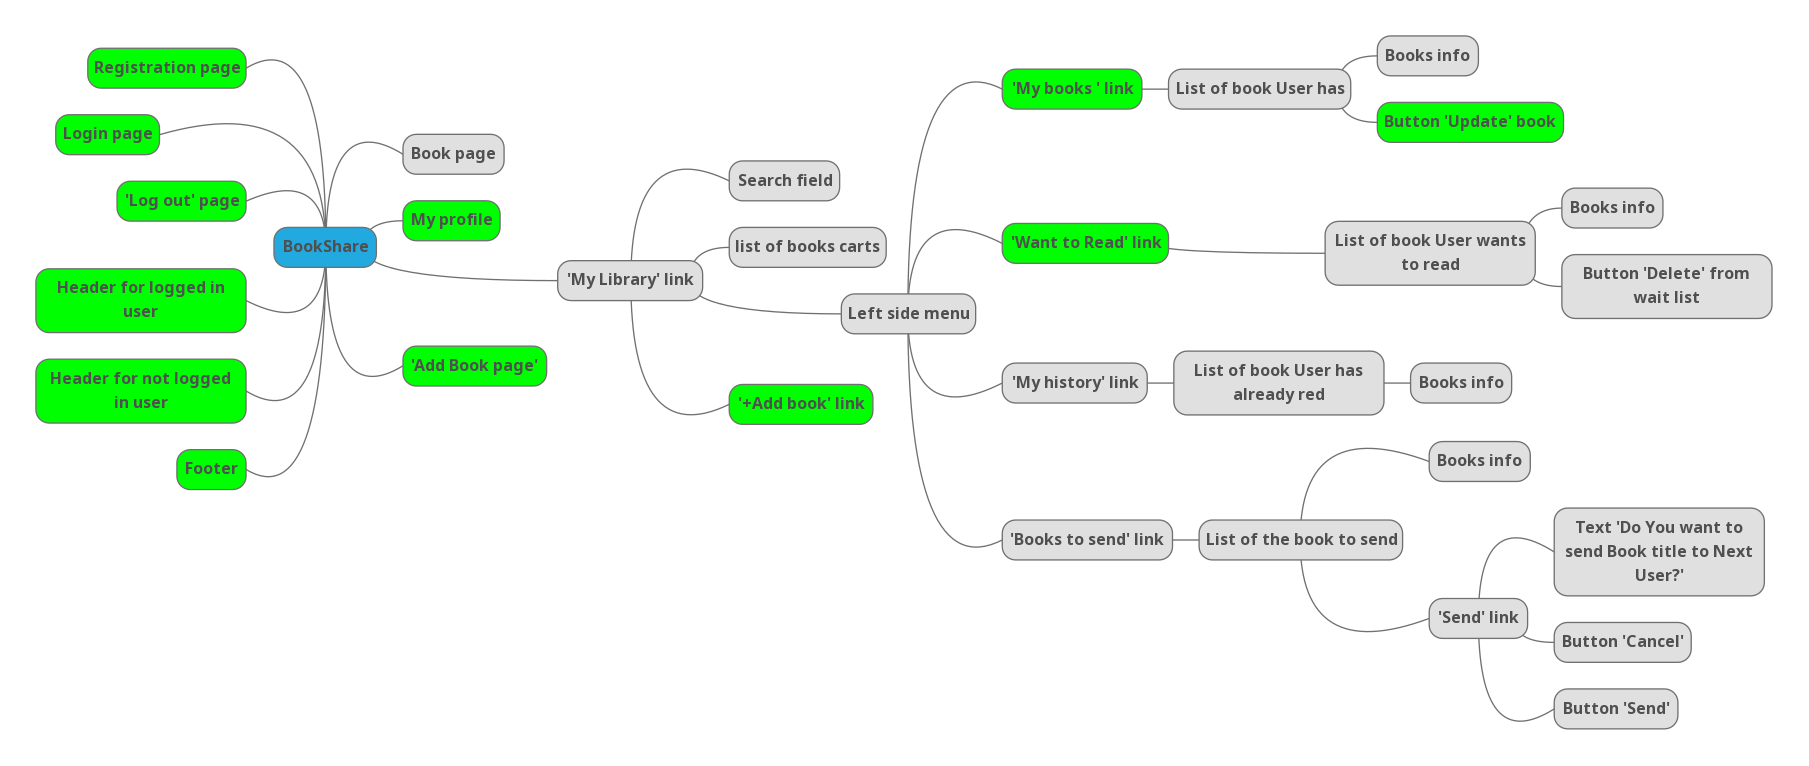 Registration page
Login page
'Log out' page
BookShare
Header for logged in
user
Header for not logged
in user
Footer
Book page
My profile
'My Library' link
'Add Book page'
Search field
list of books carts
Left side menu
'+Add book' link
'My books ' link
List of book User has
Books info
Button 'Update' book
'Want to Read' link
List of book User wants
to read
Books info
Button 'Delete' from
wait list
'My history' link
List of book User has
already red
Books info
'Books to send' link
List of the book to send
Books info
'Send' link
Text 'Do You want to
send Book title to Next
User?'
Button 'Cancel'
Button 'Send'